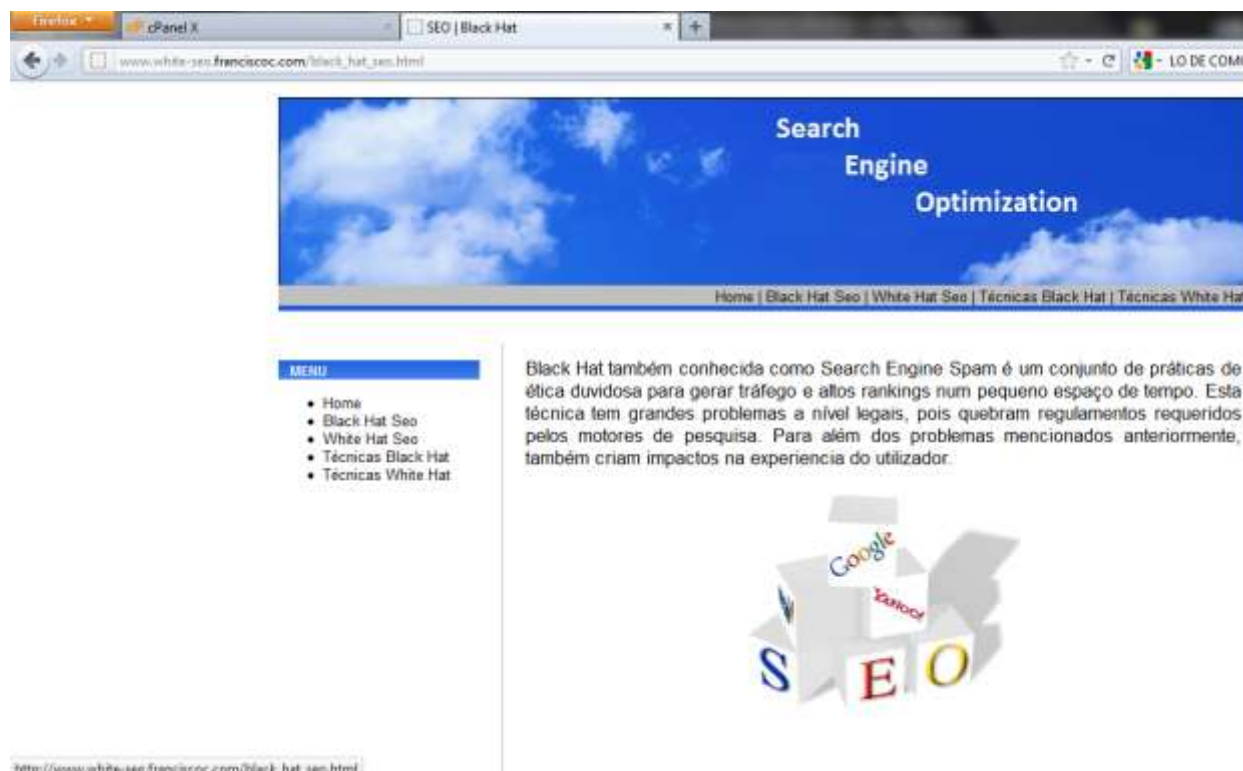 Firefox
cPanel X
SEO | Black Hat
www.white-seo.franciscoc.com/black_hat_seo.html
LO DE COM
Search
Engine
Optimization
Home | Black Hat Seo | White Hat Seo | Técnicas Black Hat | Técnicas White Hat
MENU
Home
Black Hat Seo
White Hat Seo
Técnicas Black Hat
Técnicas White Hat
Black Hat também conhecida como Search Engine Spam é um conjunto de práticas de
ética duvidosa para gerar tráfego e altos rankings num pequeno espaço de tempo. Esta
técnica tem grandes problemas a nível legais, pois quebram regulamentos requeridos
pelos motores de pesquisa. Para além dos problemas mencionados anteriormente,
também criam impactos na experiencia do utilizador.
Google
YAHOO!
S E O
http://www.white-seo.franciscoc.com/black_hat_seo.html